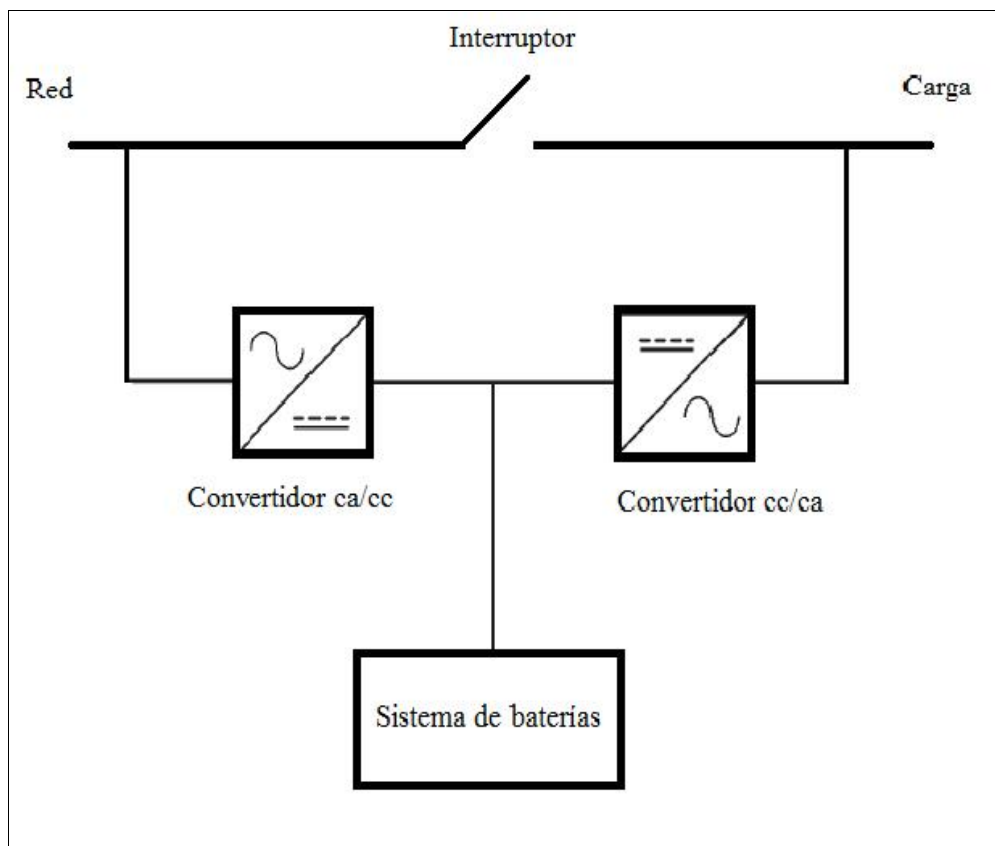 Interruptor
Red
Carga
Convertidor ca/cc
Convertidor cc/ca
Sistema de baterías